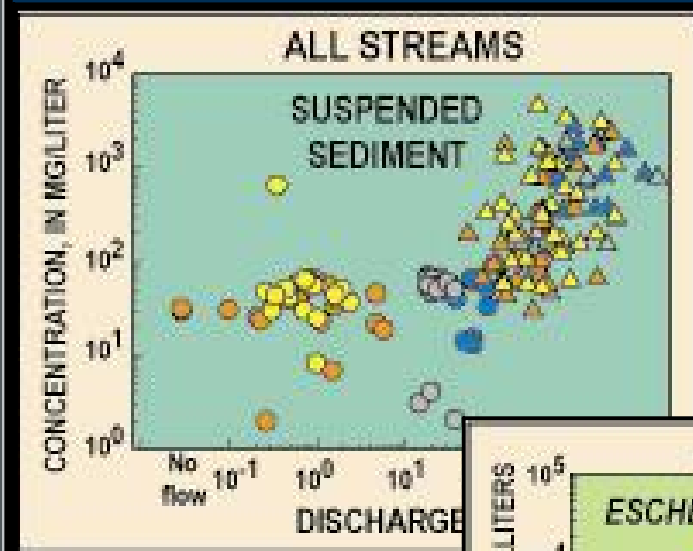 ALL STREAMS
SUSPENDED
SEDIMENT
CONCENTRATION, IN MG/LITER
10⁴
10³
10²
10¹
10⁰
No
flow
10⁻¹
10⁰
10¹
DISCHARGE
LITERS
10⁵